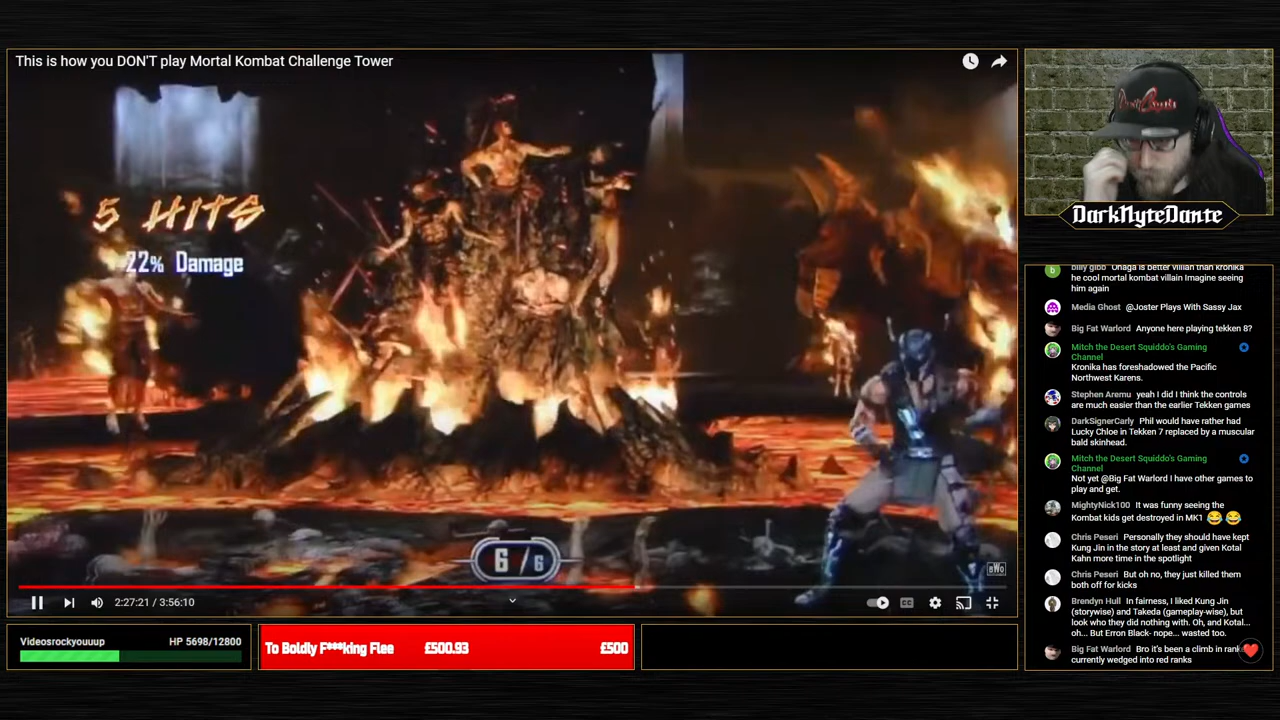 This is how you DON'T play Mortal Kombat Challenge Tower
5 HITS
22% Damage
6/6
BWO
2:27:21 / 3:56:10
CC
DarkNyteDante
b
billy glob Onaga is better villian than kronika
he cool mortal kombat villain Imagine seeing
him again
Media Ghost @Joster Plays With Sassy Jax
Big Fat Warlord Anyone here playing tekken 8?
Mitch the Desert Squiddo's Gaming
Channel
Kronika has foreshadowed the Pacific
Northwest Karens.
Stephen Aremu yeah I did I think the controls
are much easier than the earlier Tekken games
DarkSignerCarly Phil would have rather had
Lucky Chloe in Tekken 7 replaced by a muscular
bald skinhead.
Mitch the Desert Squiddo's Gaming
Channel
Not yet @Big Fat Warlord I have other games to
play and get.
MightyNick100 It was funny seeing the
Kombat kids get destroyed in MK1 😂 😂
Chris Peseri Personally they should have kept
Kung Jin in the story at least and given Kotal
Kahn more time in the spotlight
Chris Peseri But oh no, they just killed them
both off for kicks
Brendyn Hull In fairness, I liked Kung Jin
(storywise) and Takeda (gameplay-wise), but
look who they did nothing with. Oh, and Kotal...
oh... But Erron Black- nope... wasted too.
Big Fat Warlord Bro it's been a climb in rank
currently wedged into red ranks
Videosrockyouuup HP 5698/12800
To Boldly F***king Flee £500.93 £500